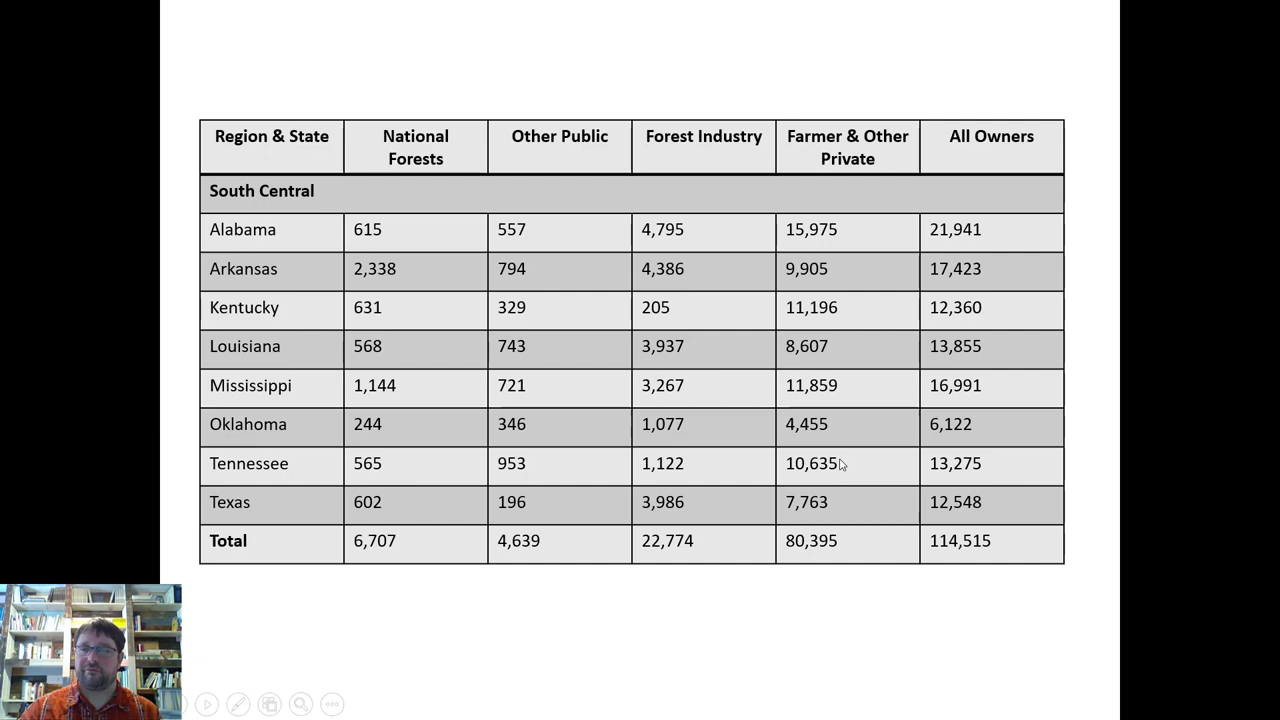 Region & State National Forests Other Public Forest Industry Farmer & Other Private All Owners
South Central
Alabama 615 557 4,795 15,975 21,941
Arkansas 2,338 794 4,386 9,905 17,423
Kentucky 631 329 205 11,196 12,360
Louisiana 568 743 3,937 8,607 13,855
Mississippi 1,144 721 3,267 11,859 16,991
Oklahoma 244 346 1,077 4,455 6,122
Tennessee 565 953 1,122 10,635 13,275
Texas 602 196 3,986 7,763 12,548
Total 6,707 4,639 22,774 80,395 114,515